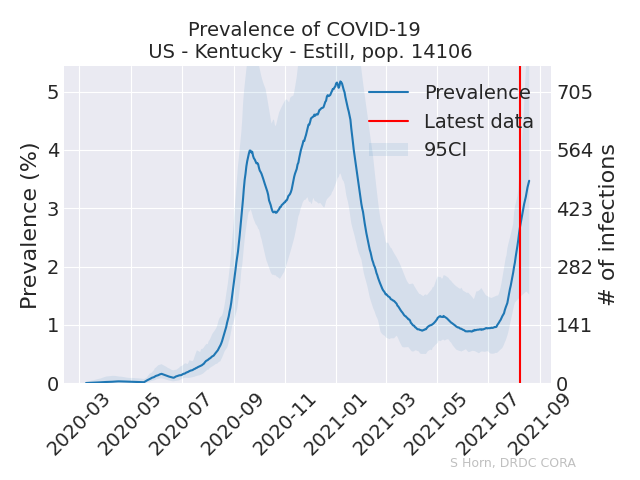 Prevalence of COVID-19
US - Kentucky - Estill, pop. 14106
Prevalence (%)
5
4
3
2
1
0
705
564
423
282
141
0
# of infections
Prevalence
Latest data
95CI
2020-03
2020-05
2020-07
2020-09
2020-11
2021-01
2021-03
2021-05
2021-07
2021-09
S Horn, DRDC CORA